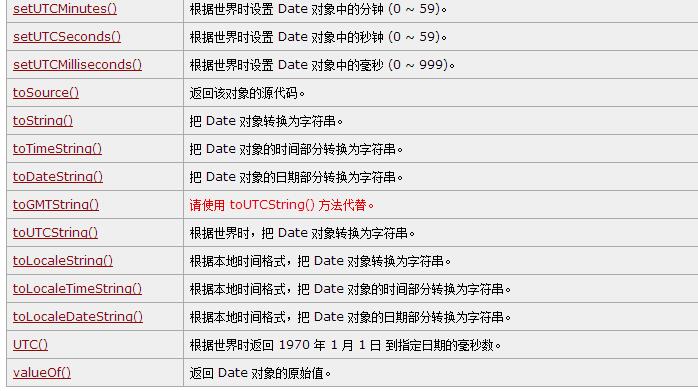 setUTCMinutes() 根据世界时设置 Date 对象中的分钟 (0 ~ 59)。
setUTCSeconds() 根据世界时设置 Date 对象中的秒钟 (0 ~ 59)。
setUTCMilliseconds() 根据世界时设置 Date 对象中的毫秒 (0 ~ 999)。
toSource() 返回该对象的源代码。
toString() 把 Date 对象转换为字符串。
toTimeString() 把 Date 对象的时间部分转换为字符串。
toDateString() 把 Date 对象的日期部分转换为字符串。
toGMTString() 请使用 toUTCString() 方法代替。
toUTCString() 根据世界时，把 Date 对象转换为字符串。
toLocaleString() 根据本地时间格式，把 Date 对象转换为字符串。
toLocaleTimeString() 根据本地时间格式，把 Date 对象的时间部分转换为字符串。
toLocaleDateString() 根据本地时间格式，把 Date 对象的日期部分转换为字符串。
UTC() 根据世界时返回 1970 年 1 月 1 日 到指定日期的毫秒数。
valueOf() 返回 Date 对象的原始值。